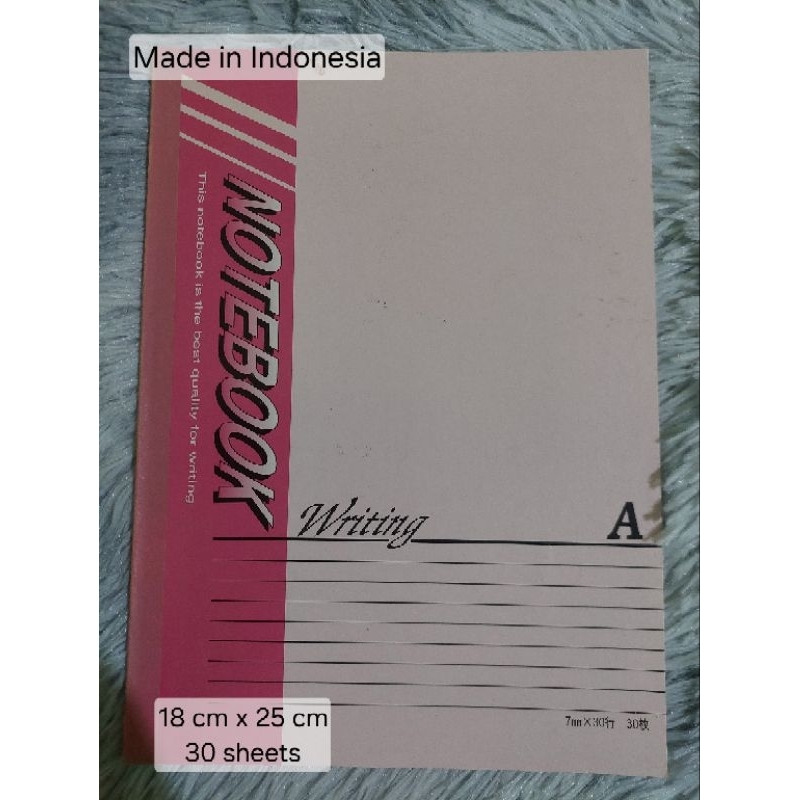 Made in Indonesia
NOTEBOOK
This notebook is the best quality for writing
Writing
A
7mm×30行 30枚
18 cm x 25 cm
30 sheets